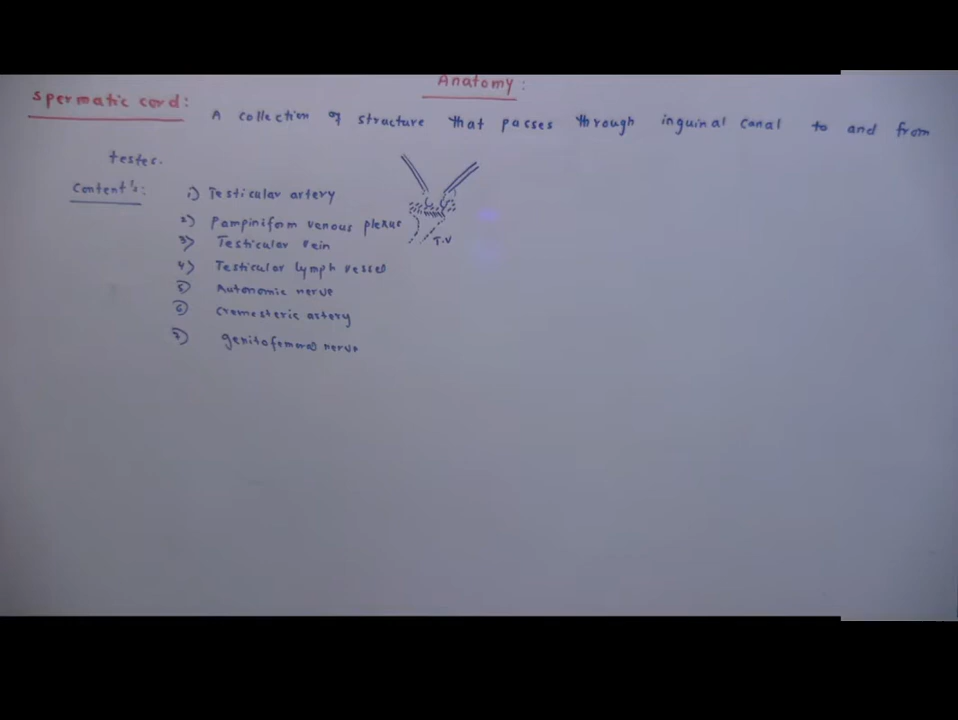 Anatomy:
Spermatic cord: A collection of structure that passes through inguinal canal to and from
testes.
Content's:
1) Testicular artery
2) Pampiniform venous plexus
3) Testicular vein
T.V
4) Testicular lymph vessel
5) Autonomic nerve
6) Cremesteric artery
7) genitofemoral nerve